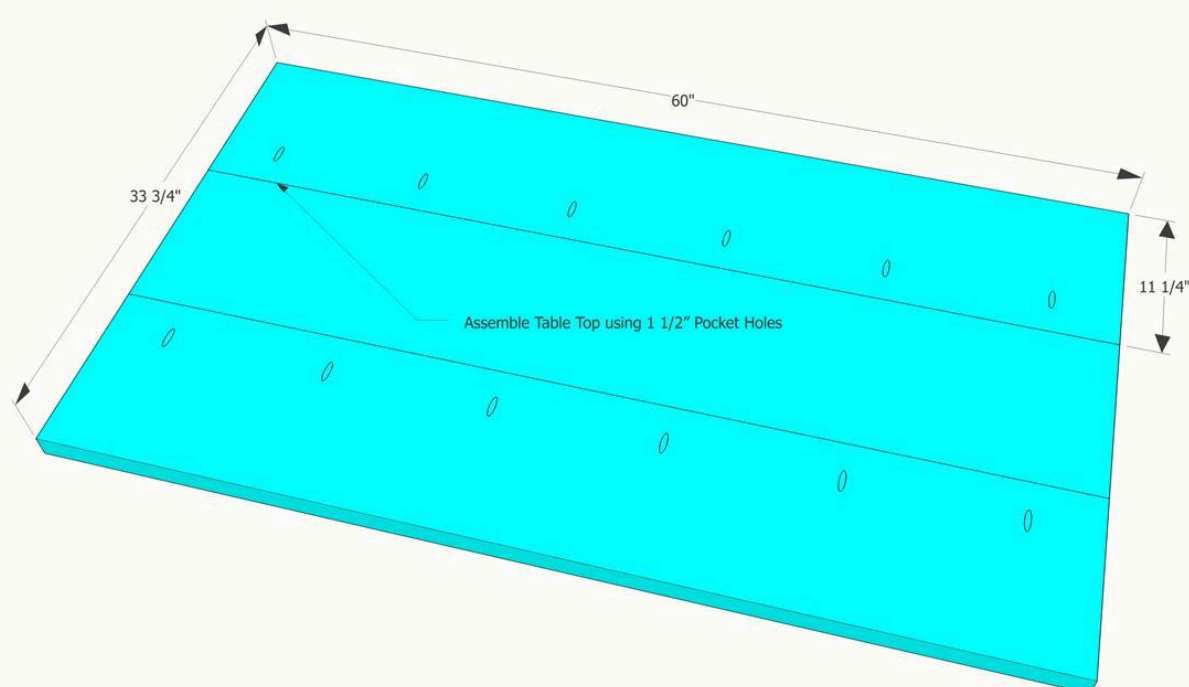 60"
33 3/4"
11 1/4"
Assemble Table Top using 1 1/2” Pocket Holes